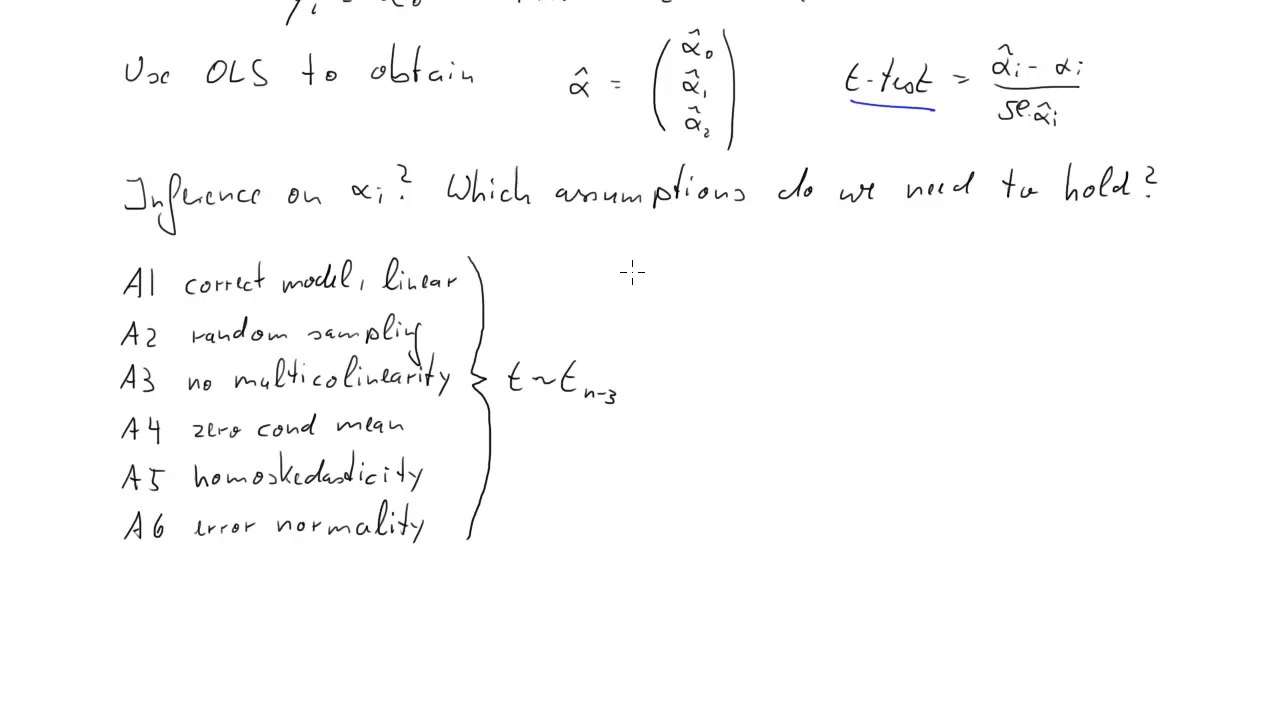 Use OLS to obtain α̂ = (α̂₀ α̂₁ α̂₂) t-test = (α̂ᵢ - αᵢ) / se α̂ᵢ
Inference on αᵢ? Which assumptions do we need to hold?
A1 correct model, linear
A2 random sampling
A3 no multicolinearity } t ~ tₙ₋₃
A4 zero cond mean
A5 homoskedasticity
A6 error normality